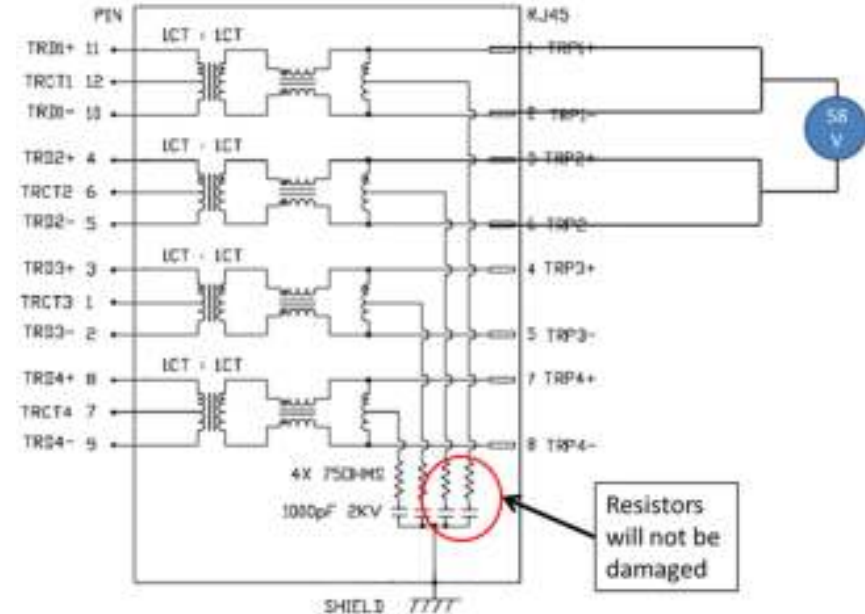 PIN
RJ45
1CT : 1CT
TRD1+ 11
TRCT1 12
TRD1- 10
1 TRP1+
2 TRP1-
58
V
1CT : 1CT
TRD2+ 4
TRCT2 6
TRD2- 5
3 TRP2+
6 TRP2-
1CT : 1CT
TRD3+ 3
TRCT3 1
TRD3- 2
4 TRP3+
5 TRP3-
1CT : 1CT
TRD4+ 8
TRCT4 7
TRD4- 9
7 TRP4+
8 TRP4-
4X 75OHMS
1000pF 2KV
SHIELD
Resistors
will not be
damaged